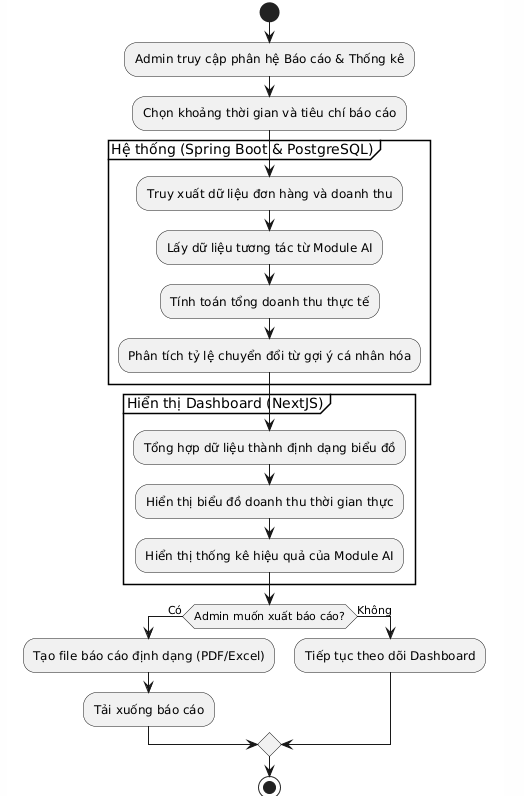 Admin truy cập phân hệ Báo cáo & Thống kê
Chọn khoảng thời gian và tiêu chí báo cáo
Hệ thống (Spring Boot & PostgreSQL)
Truy xuất dữ liệu đơn hàng và doanh thu
Lấy dữ liệu tương tác từ Module AI
Tính toán tổng doanh thu thực tế
Phân tích tỷ lệ chuyển đổi từ gợi ý cá nhân hóa
Hiển thị Dashboard (NextJS)
Tổng hợp dữ liệu thành định dạng biểu đồ
Hiển thị biểu đồ doanh thu thời gian thực
Hiển thị thống kê hiệu quả của Module AI
Có
Admin muốn xuất báo cáo?
Không
Tạo file báo cáo định dạng (PDF/Excel)
Tiếp tục theo dõi Dashboard
Tải xuống báo cáo